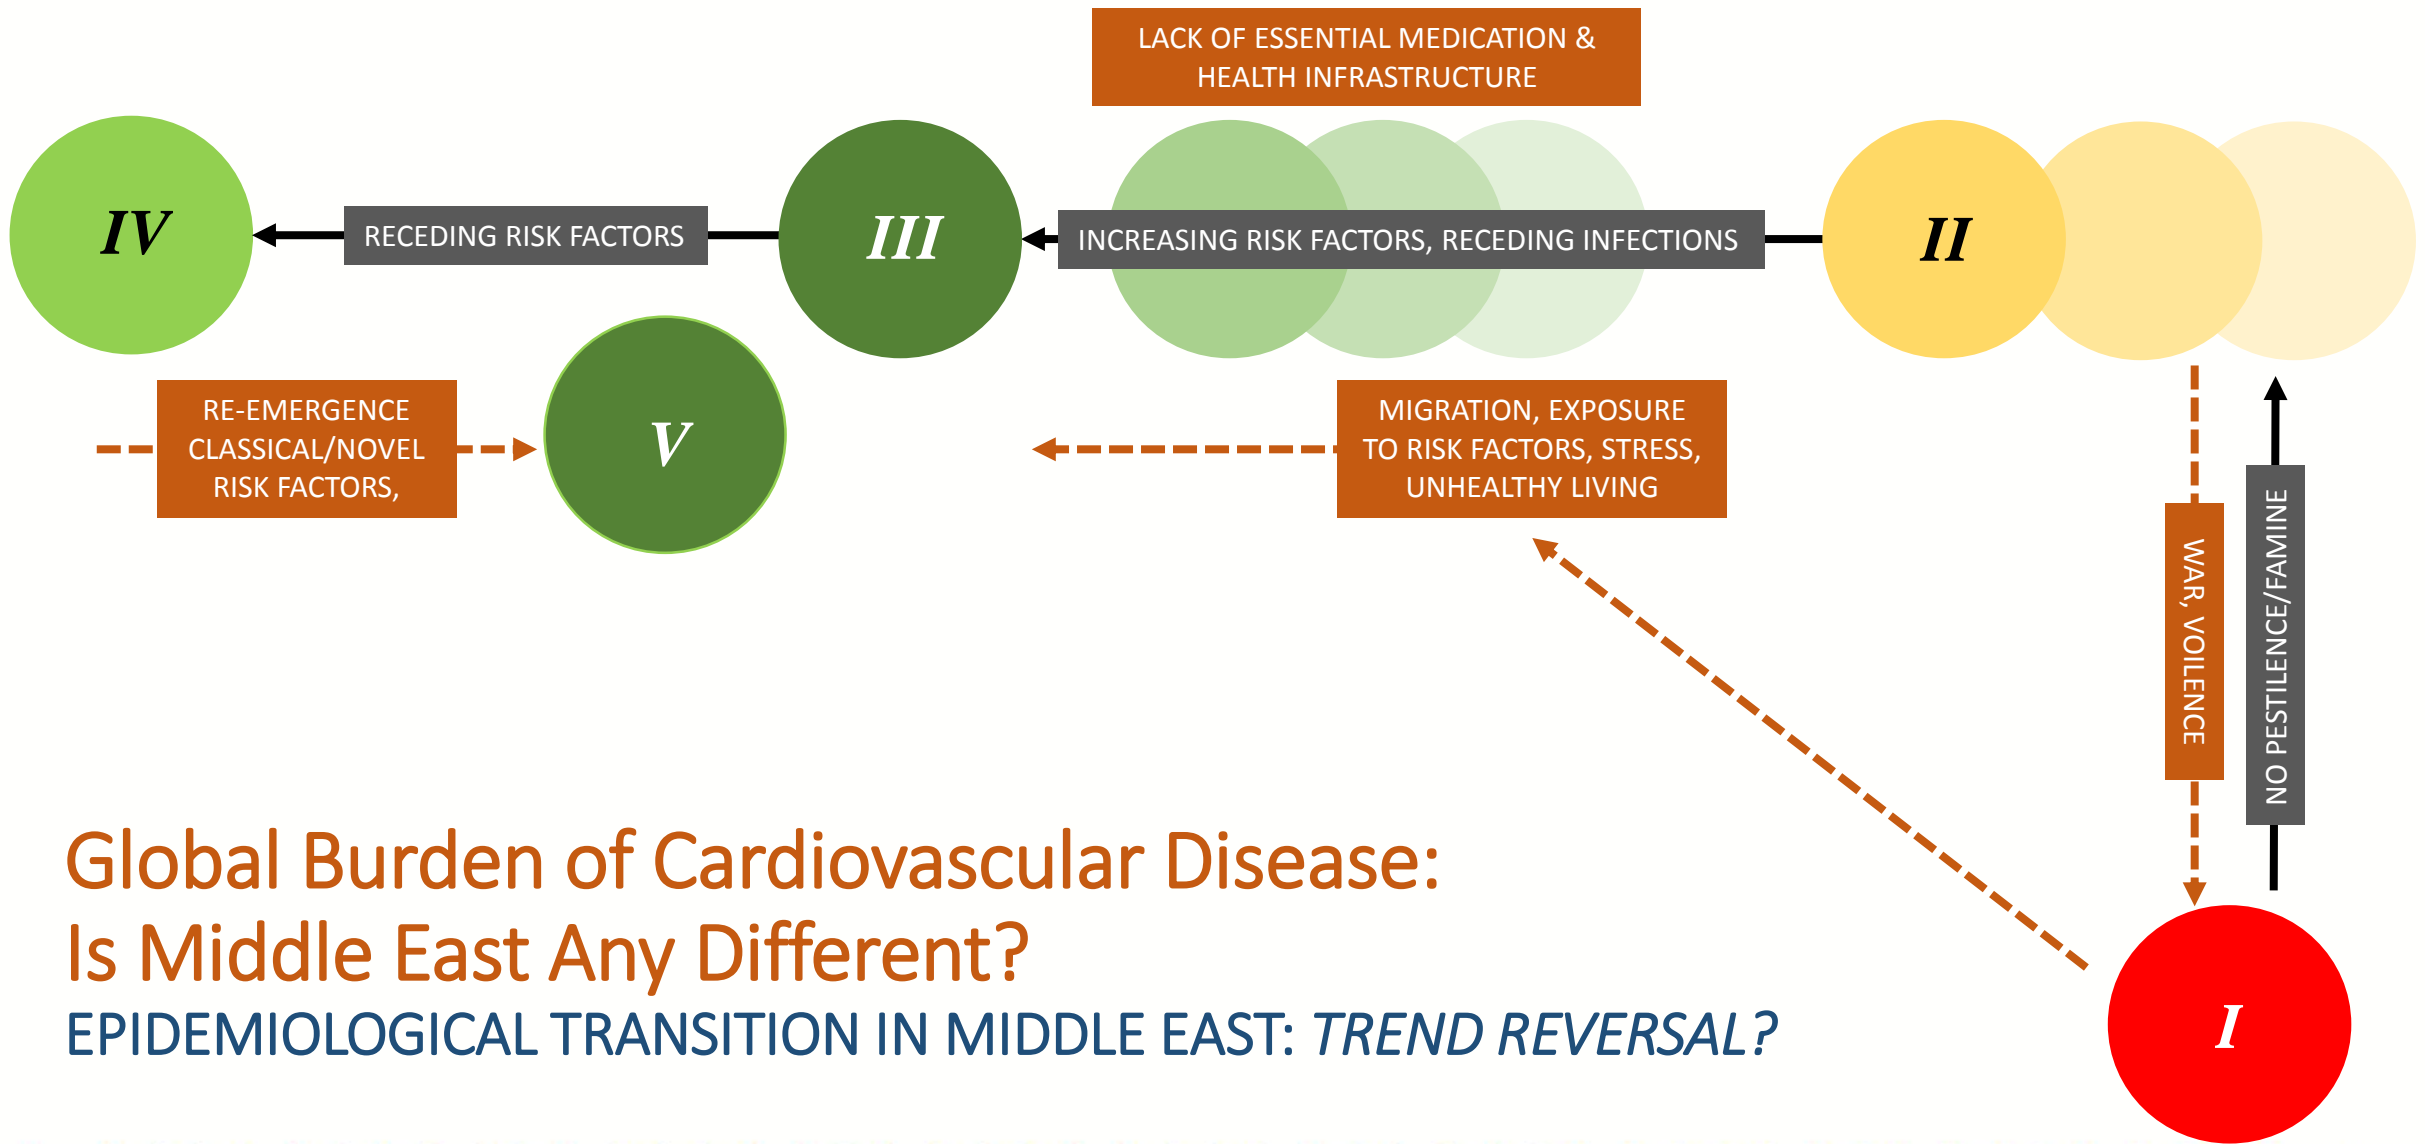 LACK OF ESSENTIAL MEDICATION &
HEALTH INFRASTRUCTURE
IV
RECEDING RISK FACTORS
III
INCREASING RISK FACTORS, RECEDING INFECTIONS
II
RE-EMERGENCE
CLASSICAL/NOVEL
RISK FACTORS,
V
MIGRATION, EXPOSURE
TO RISK FACTORS, STRESS,
UNHEALTHY LIVING
WAR, VOILENCE
NO PESTILENCE/FAMINE
Global Burden of Cardiovascular Disease:
Is Middle East Any Different?
EPIDEMIOLOGICAL TRANSITION IN MIDDLE EAST: TREND REVERSAL?
I